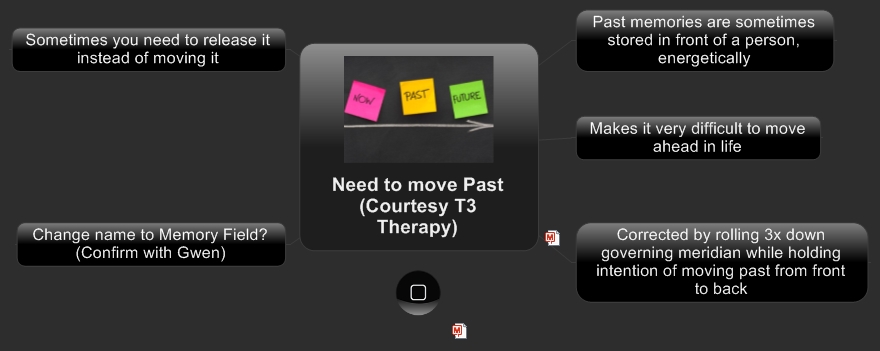 Sometimes you need to release it
instead of moving it
Change name to Memory Field?
(Confirm with Gwen)
NOW
PAST
FUTURE
Need to move Past
(Courtesy T3
Therapy)
Past memories are sometimes
stored in front of a person,
energetically
Makes it very difficult to move
ahead in life
Corrected by rolling 3x down
governing meridian while holding
intention of moving past from front
to back